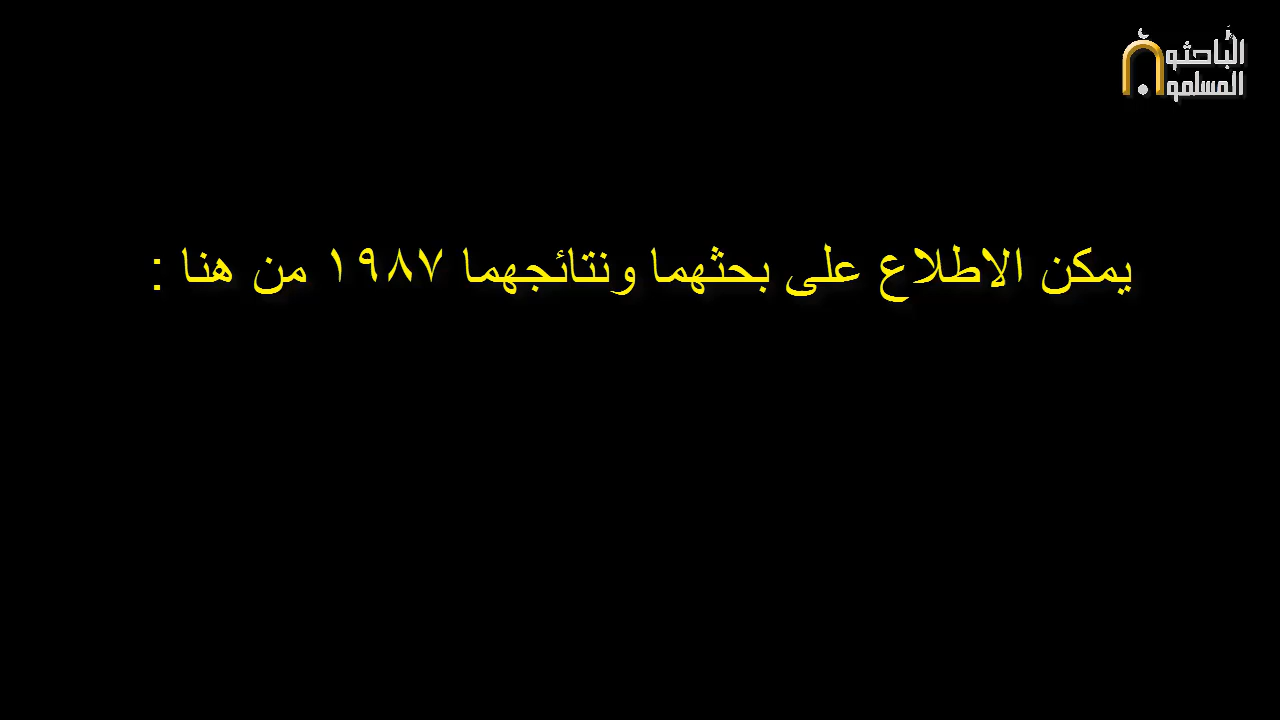 الباحثون
المسلمون
يمكن الاطلاع على بحثهما ونتائجهما ١٩٨٧ من هنا :